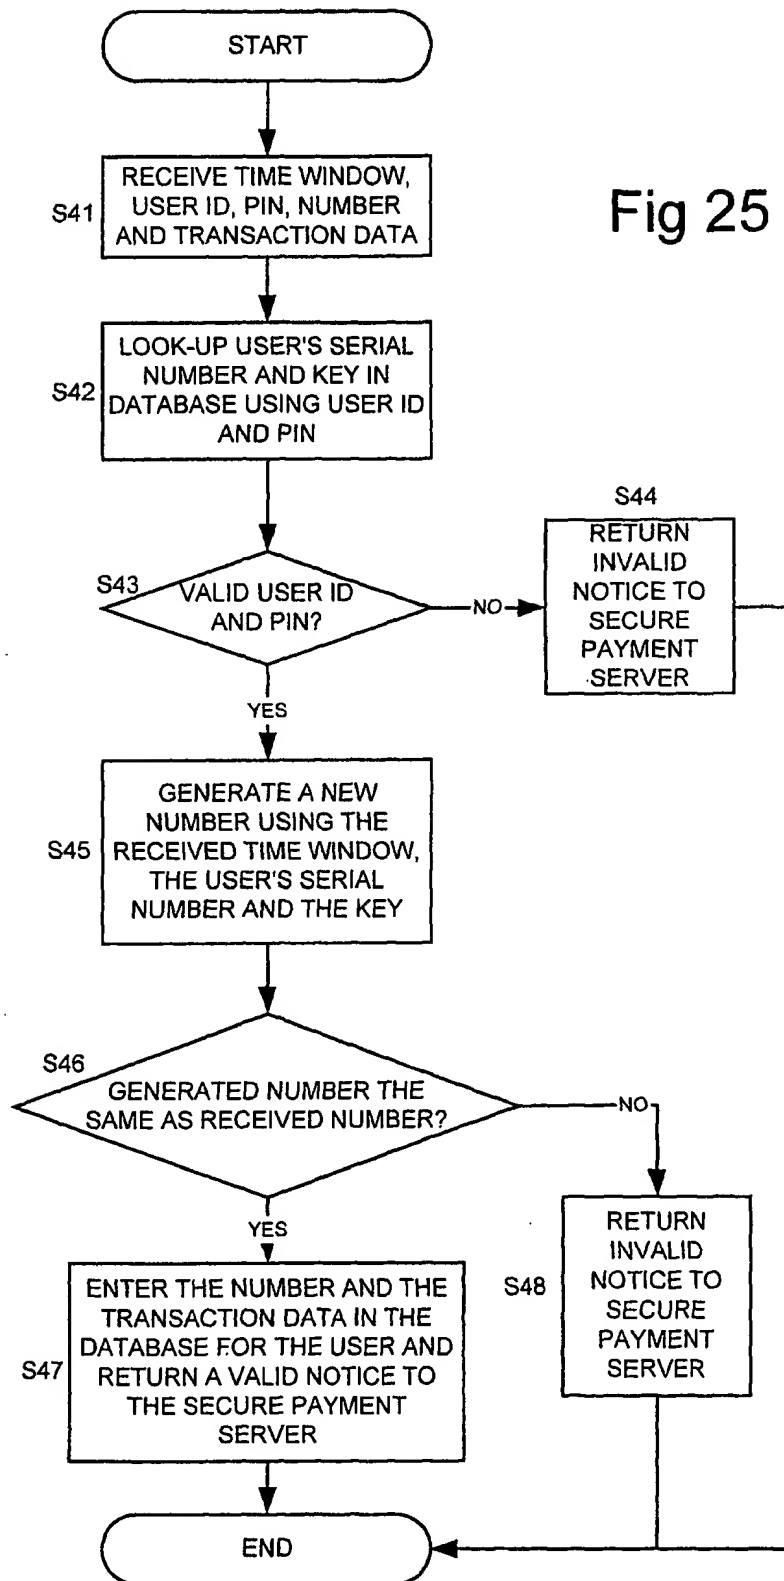 START
Fig 25
S41
RECEIVE TIME WINDOW,
USER ID, PIN, NUMBER
AND TRANSACTION DATA
S42
LOOK-UP USER'S SERIAL
NUMBER AND KEY IN
DATABASE USING USER ID
AND PIN
S43
VALID USER ID
AND PIN?
NO
S44
RETURN
INVALID
NOTICE TO
SECURE
PAYMENT
SERVER
YES
S45
GENERATE A NEW
NUMBER USING THE
RECEIVED TIME WINDOW,
THE USER'S SERIAL
NUMBER AND THE KEY
S46
GENERATED NUMBER THE
SAME AS RECEIVED NUMBER?
NO
YES
S48
RETURN
INVALID
NOTICE TO
SECURE
PAYMENT
SERVER
S47
ENTER THE NUMBER AND THE
TRANSACTION DATA IN THE
DATABASE FOR THE USER AND
RETURN A VALID NOTICE TO
THE SECURE PAYMENT
SERVER
END